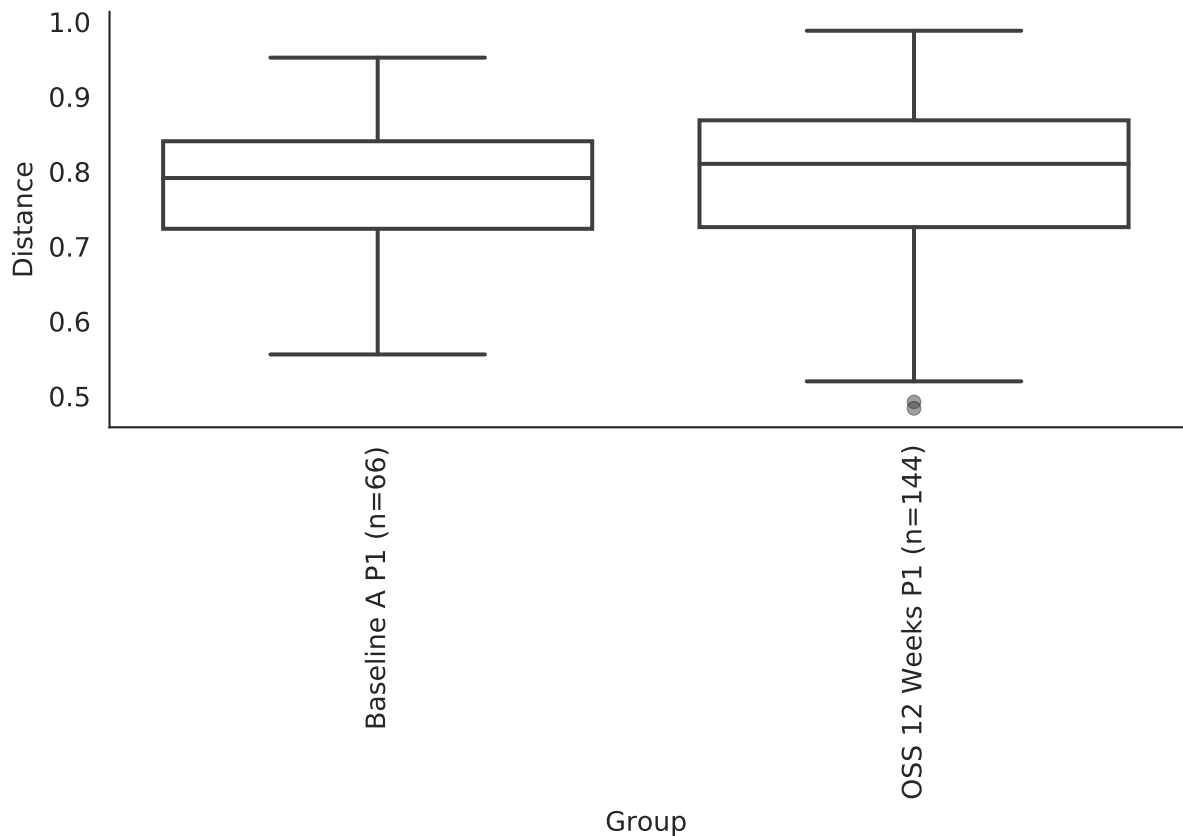 1.0
0.9
0.8
0.7
0.6
0.5
Distance
Baseline A P1 (n=66)
OSS 12 Weeks P1 (n=144)
Group